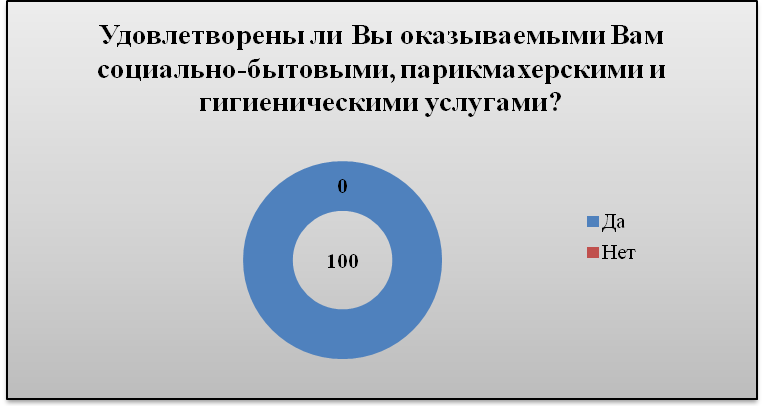 Удовлетворены ли Вы оказываемыми Вам
социально-бытовыми, парикмахерскими и
гигиеническими услугами?
0
100
Да
Нет